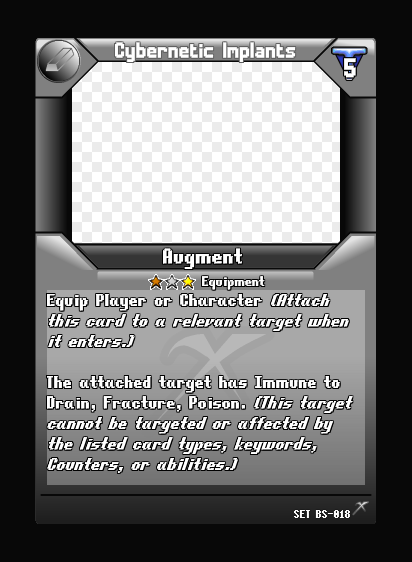 Cybernetic Implants
5
Augment
Equipment
Equip Player or Character (Attach
this card to a relevant target when
it enters.)
The attached target has Immune to
Drain, Fracture, Poison. (This target
cannot be targeted or affected by
the listed card types, keywords,
Counters, or abilities.)
SET BS-018